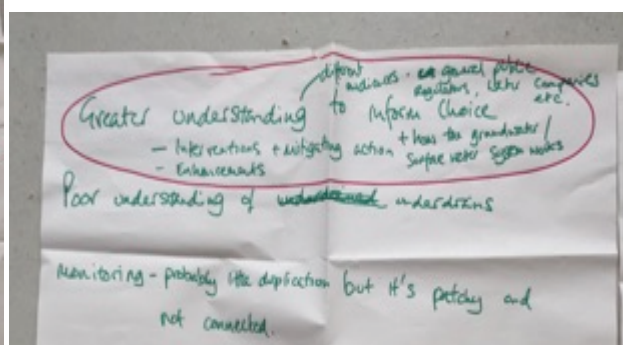 different
audiences - general public
regulators, water companies
etc.
Greater understanding to Inform Choice
- Interventions + mitigating action
+ how the groundwater /
surface water system works
- Enhancements
Poor understanding of underdrains
Monitoring - probably little duplication but it's patchy and
not connected.